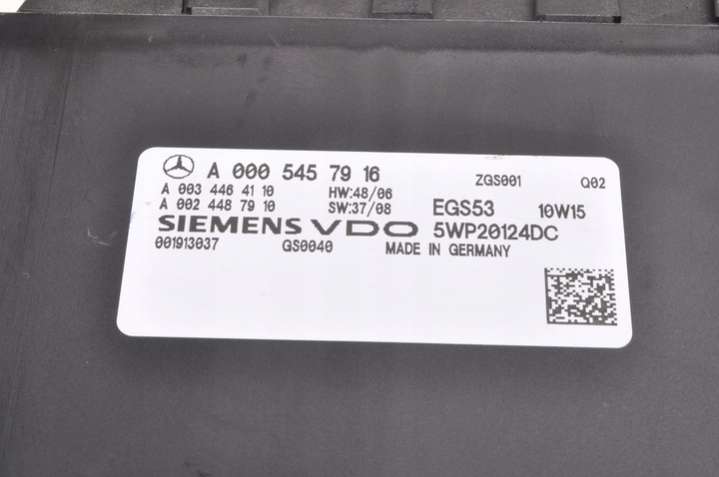 A 000 545 79 16 ZGS001 Q02
A 003 446 41 10 HW:48/06
A 002 448 79 10 SW:37/08 EGS53 10W15
SIEMENS VDO 5WP20124DC
001913037 GS0040 MADE IN GERMANY